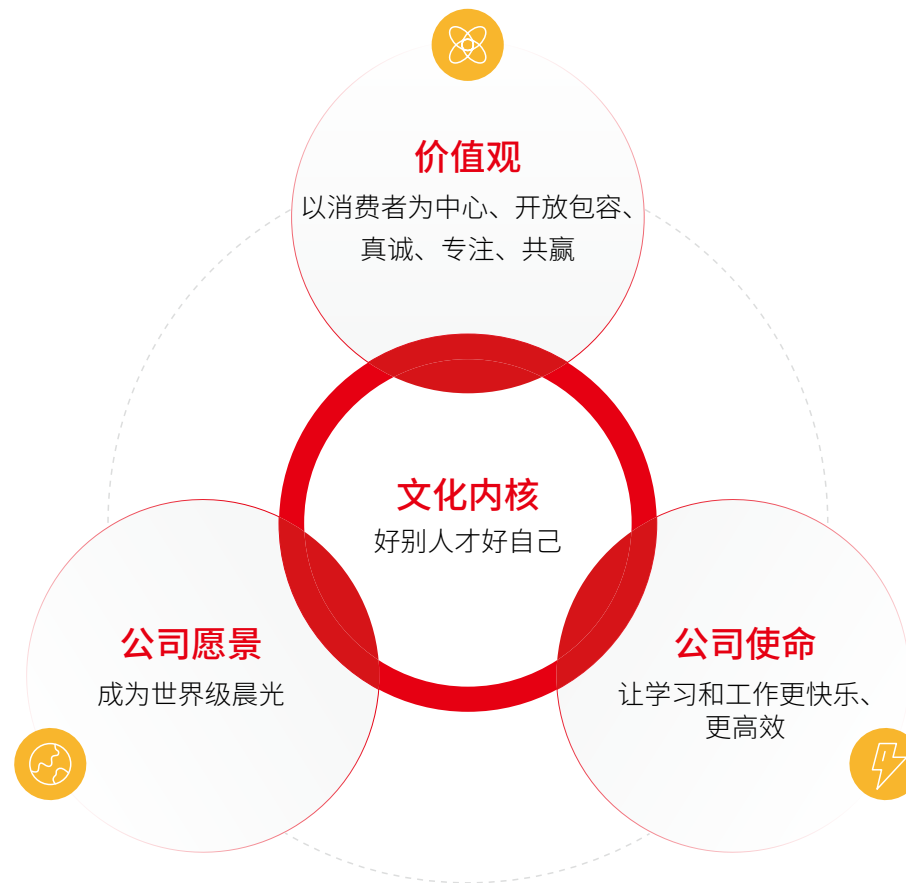 价值观
以消费者为中心、开放包容、
真诚、专注、共赢
文化内核
好别人才好自己
公司愿景
成为世界级晨光
公司使命
让学习和工作更快乐、
更高效